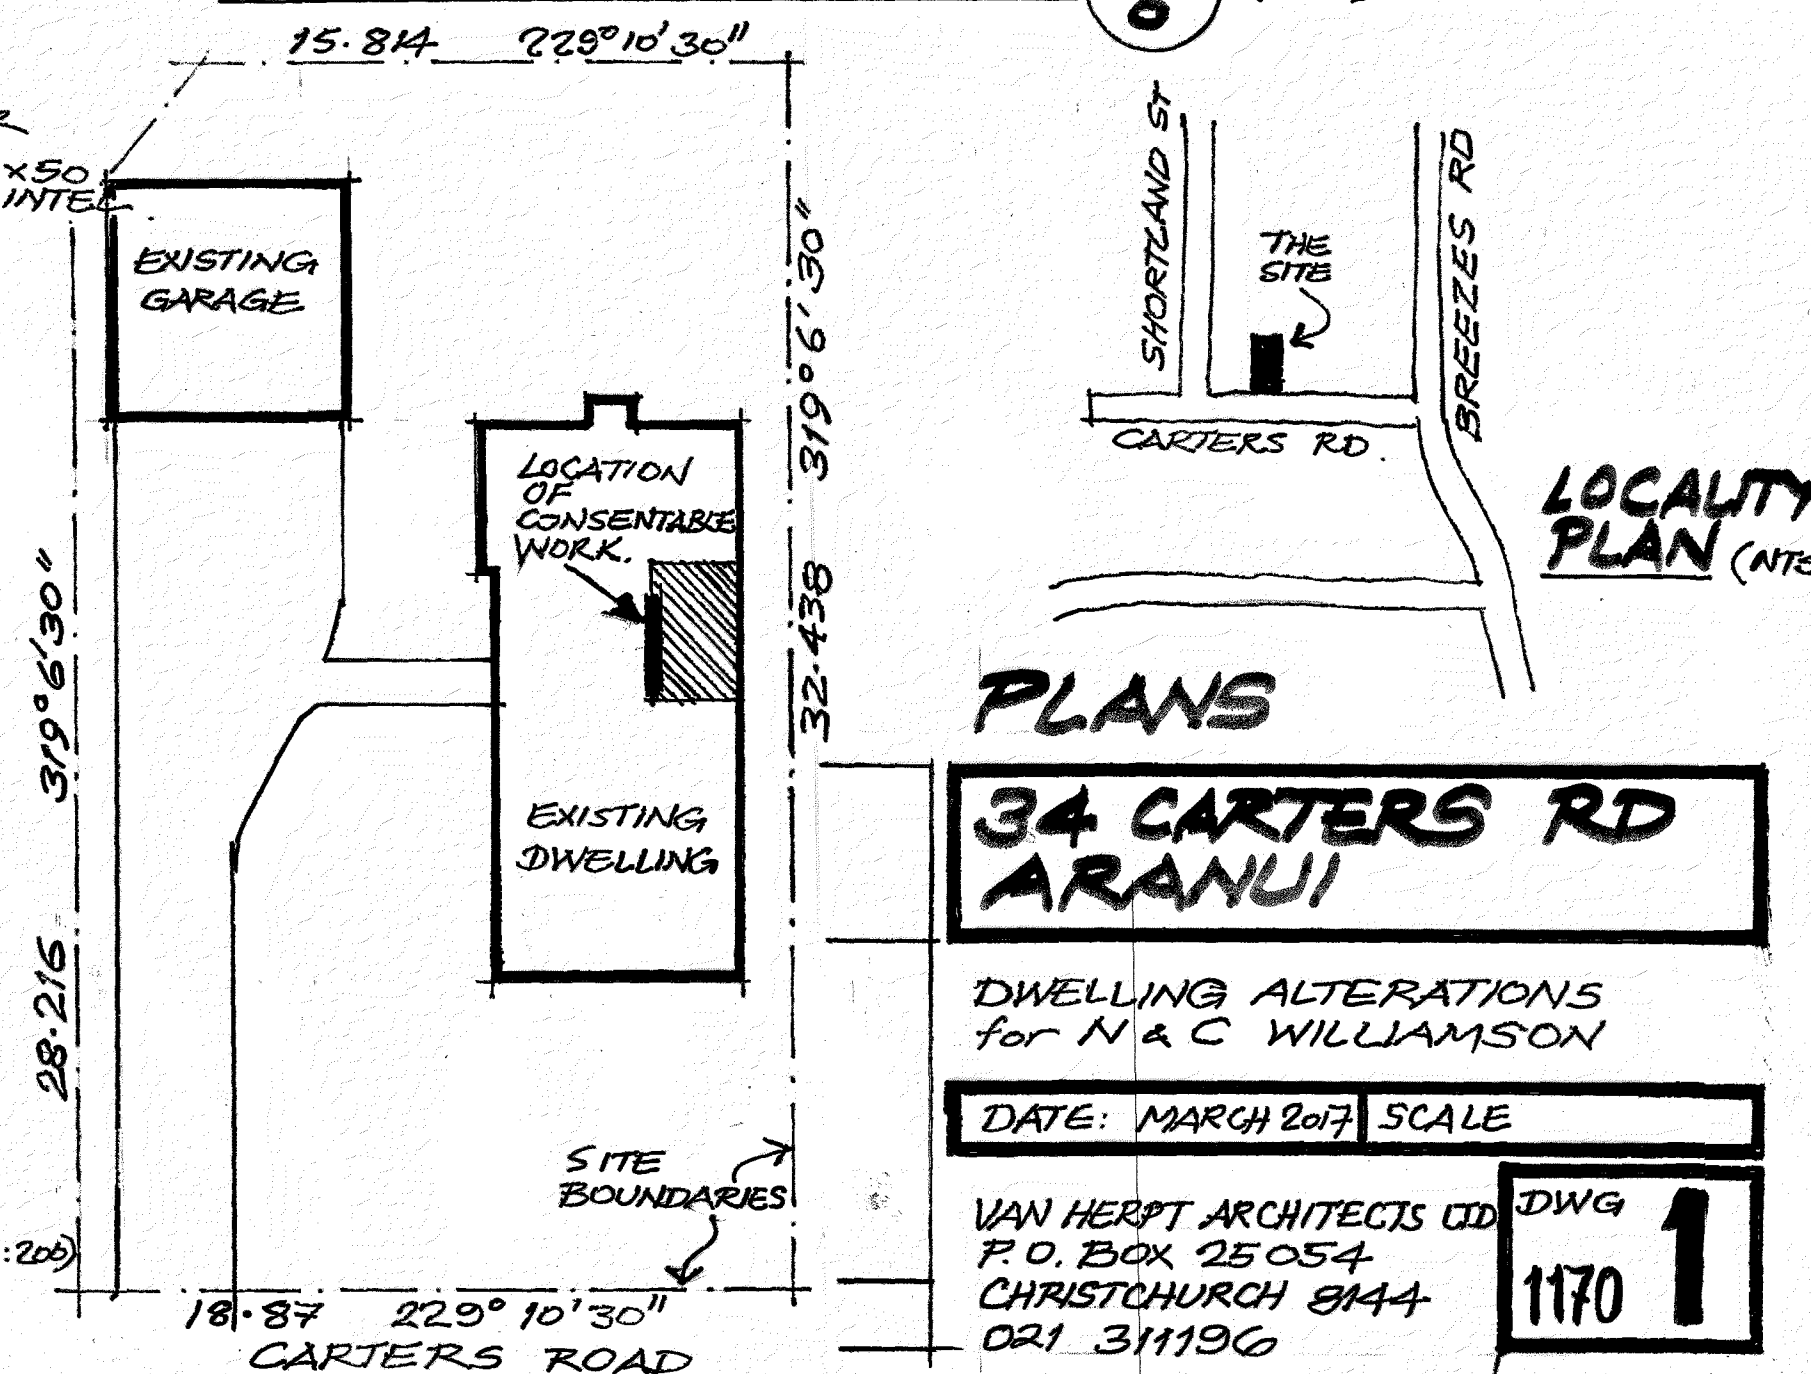 15.814 229° 10' 30"
x50
INTEL
EXISTING
GARAGE
319° 6' 30"
32.438
LOCATION
OF
CONSENTABLE
WORK.
319° 6' 30"
28.216
EXISTING
DWELLING
SITE
BOUNDARIES
18.87 229° 10' 30"
CARTERS ROAD
SHORTLAND ST
THE
SITE
BREEZES RD
CARTERS RD.
LOCALITY
PLAN (NTS
PLANS
34 CARTERS RD
ARANUI
DWELLING ALTERATIONS
for N & C WILLIAMSON
DATE: MARCH 2017 SCALE
VAN HERPT ARCHITECTS LTD
P.O. BOX 25054
CHRISTCHURCH 8144
021 311196
DWG 1
1170